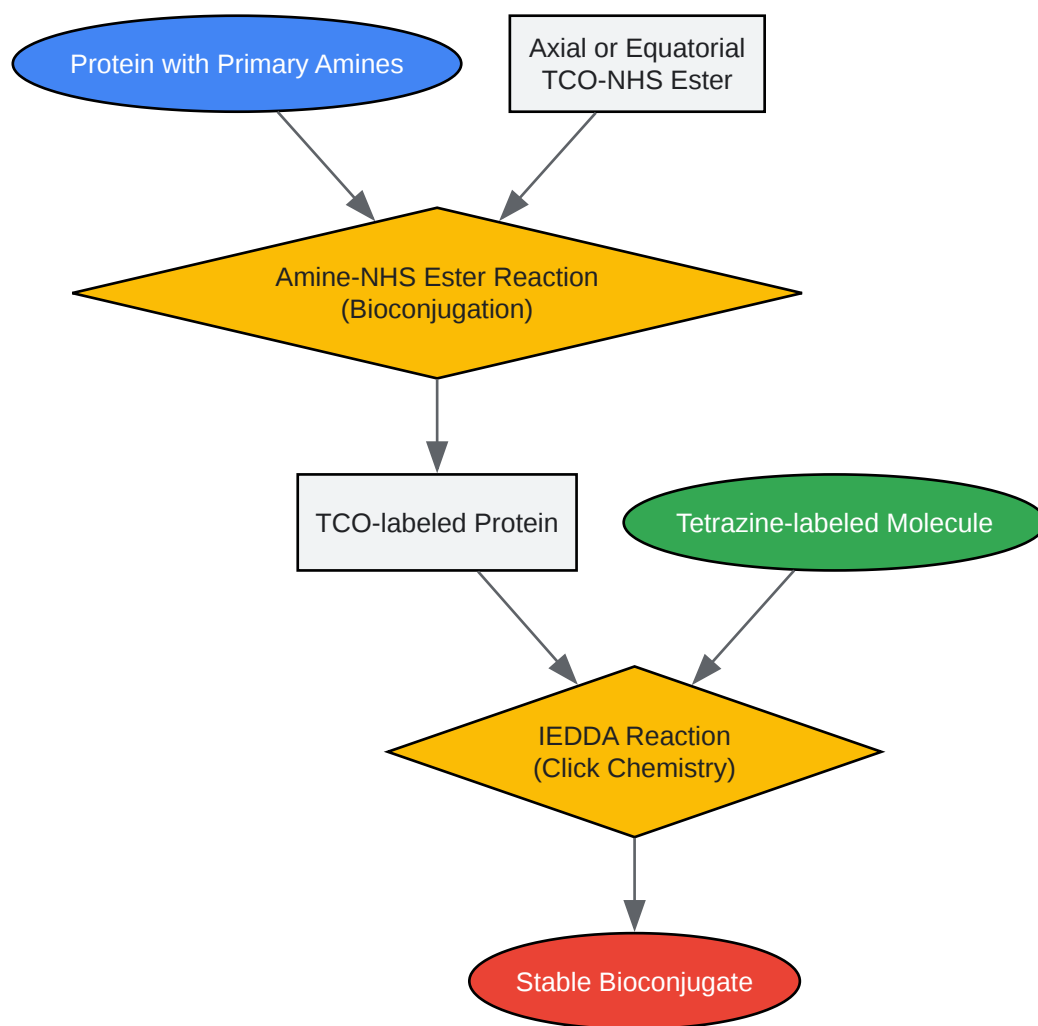 Protein with Primary Amines
Axial or Equatorial
TCO-NHS Ester
Amine-NHS Ester Reaction
(Bioconjugation)
TCO-labeled Protein
Tetrazine-labeled Molecule
IEDDA Reaction
(Click Chemistry)
Stable Bioconjugate